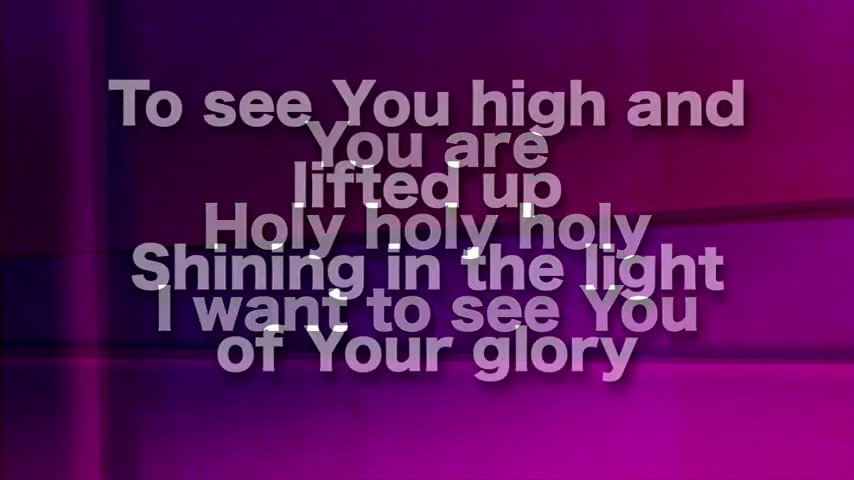 To see You high and
You are
lifted up
Holy holy holy
Shining in the light
I want to see You
of Your glory